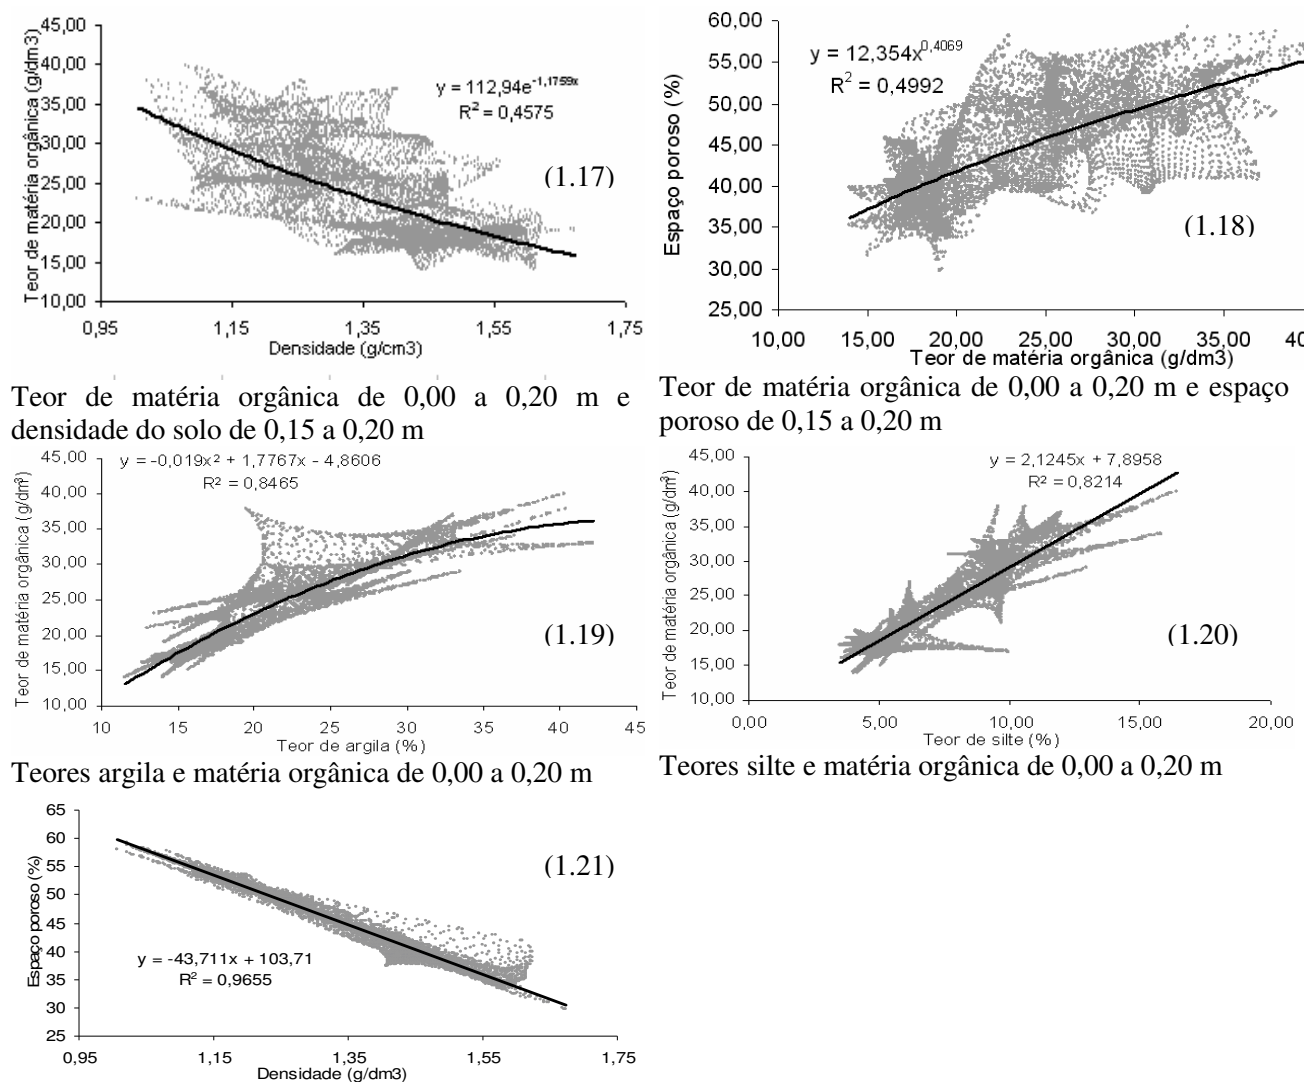 45,00
40,00
35,00
30,00
25,00
20,00
15,00
10,00
Teor de matéria orgânica (g/dm3)
y = 112,94e^-1,1759x
R² = 0,4575
(1.17)
0,95
1,15
1,35
1,55
1,75
Densidade (g/cm3)
Teor de matéria orgânica de 0,00 a 0,20 m e
densidade do solo de 0,15 a 0,20 m
60,00
55,00
50,00
45,00
40,00
35,00
30,00
25,00
Espaço poroso (%)
y = 12,354x^0,4069
R² = 0,4992
(1.18)
10,00
15,00
20,00
25,00
30,00
35,00
40
Teor de matéria orgânica (g/dm3)
Teor de matéria orgânica de 0,00 a 0,20 m e espaço
poroso de 0,15 a 0,20 m
45,00
40,00
35,00
30,00
25,00
20,00
15,00
10,00
Teor de matéria orgânica (g/dm³)
y = -0,019x² + 1,7767x - 4,8606
R² = 0,8465
(1.19)
10
15
20
25
30
35
40
45
Teor de argila (%)
Teores argila e matéria orgânica de 0,00 a 0,20 m
45,00
40,00
35,00
30,00
25,00
20,00
15,00
10,00
Teor de matéria orgânica (g/dm³)
y = 2,1245x + 7,8958
R² = 0,8214
(1.20)
0,00
5,00
10,00
15,00
20,00
Teor de silte (%)
Teores silte e matéria orgânica de 0,00 a 0,20 m
65
60
55
50
45
40
35
30
25
Espaço poroso (%)
(1.21)
y = -43,711x + 103,71
R² = 0,9655
0,95
1,15
1,35
1,55
1,75
Densidade (g/dm3)